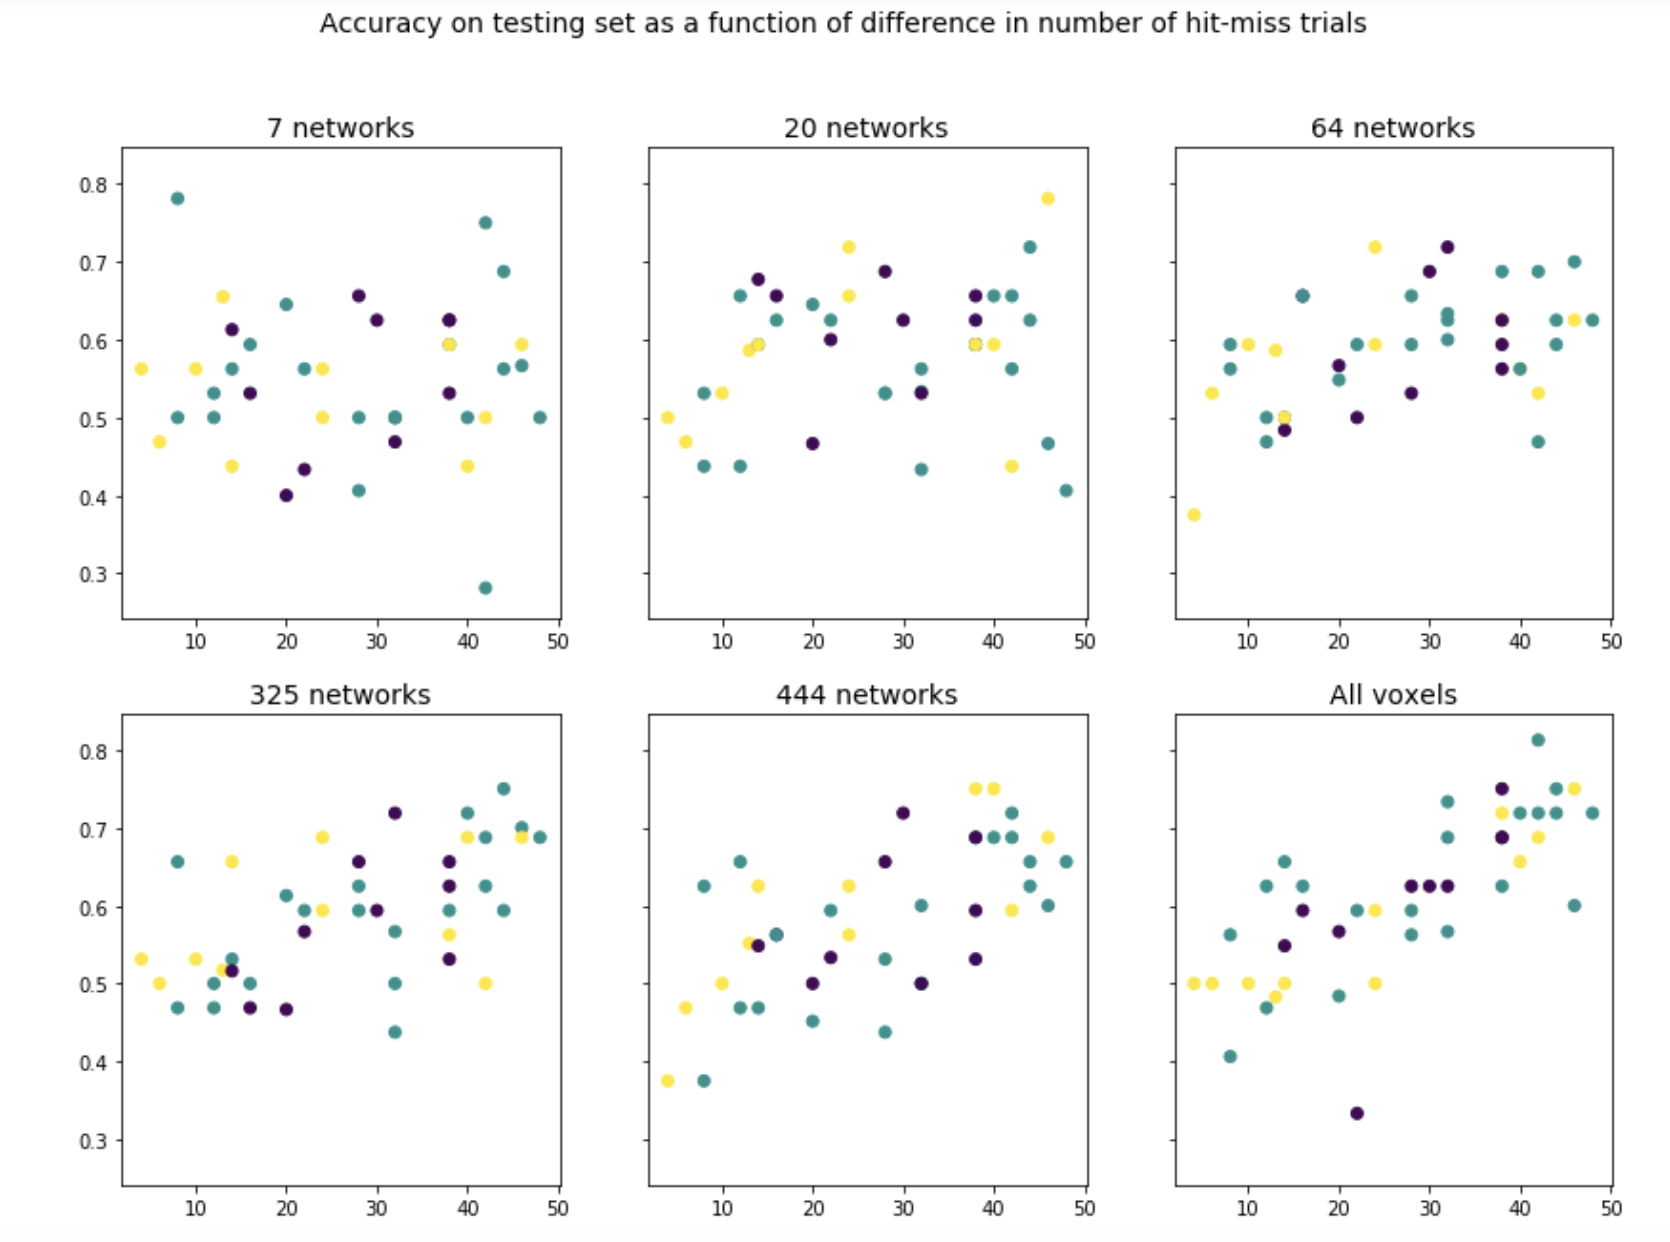 Accuracy on testing set as a function of difference in number of hit-miss trials
7 networks
20 networks
64 networks
0.8
0.7
0.6
0.5
0.4
0.3
10 20 30 40 50
10 20 30 40 50
10 20 30 40 50
325 networks
444 networks
All voxels
0.8
0.7
0.6
0.5
0.4
0.3
10 20 30 40 50
10 20 30 40 50
10 20 30 40 50